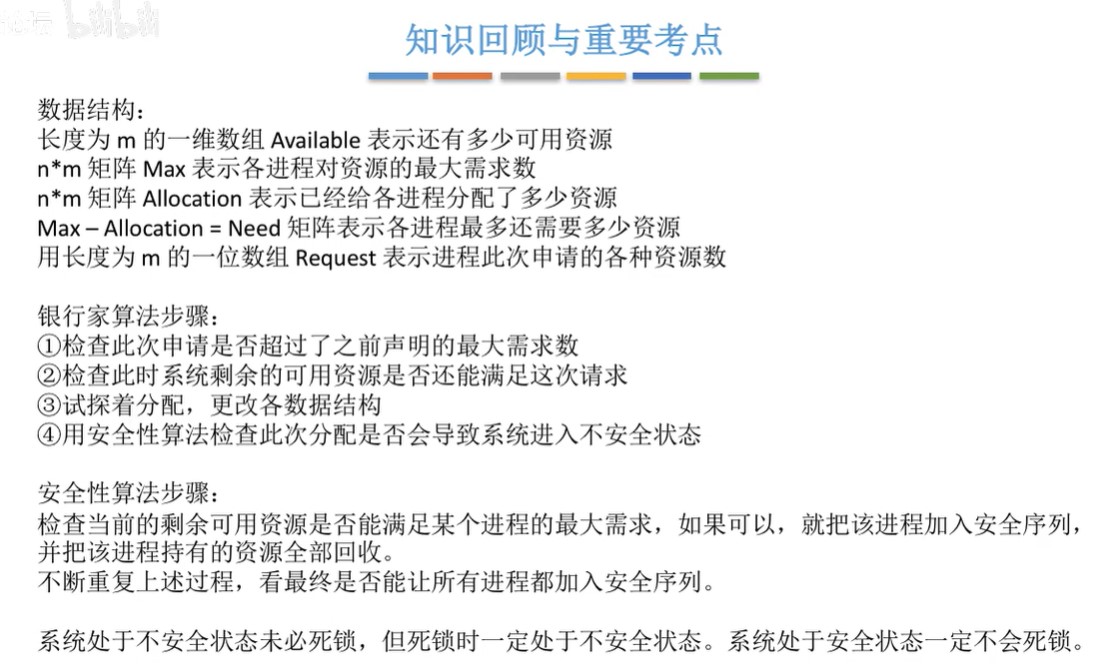 知识回顾与重要考点
数据结构：
长度为 m 的一维数组 Available 表示还有多少可用资源
n*m 矩阵 Max 表示各进程对资源的最大需求数
n*m 矩阵 Allocation 表示已经给各进程分配了多少资源
Max – Allocation = Need 矩阵表示各进程最多还需要多少资源
用长度为 m 的一位数组 Request 表示进程此次申请的各种资源数
银行家算法步骤：
①检查此次申请是否超过了之前声明的最大需求数
②检查此时系统剩余的可用资源是否还能满足这次请求
③试探着分配，更改各数据结构
④用安全性算法检查此次分配是否会导致系统进入不安全状态
安全性算法步骤：
检查当前的剩余可用资源是否能满足某个进程的最大需求，如果可以，就把该进程加入安全序列，
并把该进程持有的资源全部回收。
不断重复上述过程，看最终是否能让所有进程都加入安全序列。
系统处于不安全状态未必死锁，但死锁时一定处于不安全状态。系统处于安全状态一定不会死锁。